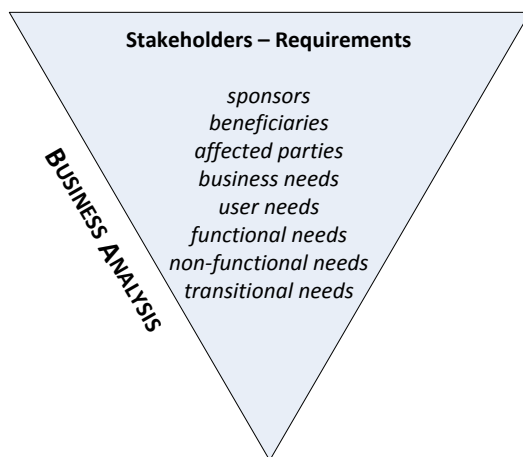 Stakeholders – Requirements
sponsors
beneficiaries
affected parties
business needs
user needs
functional needs
non-functional needs
transitional needs
BUSINESS ANALYSIS